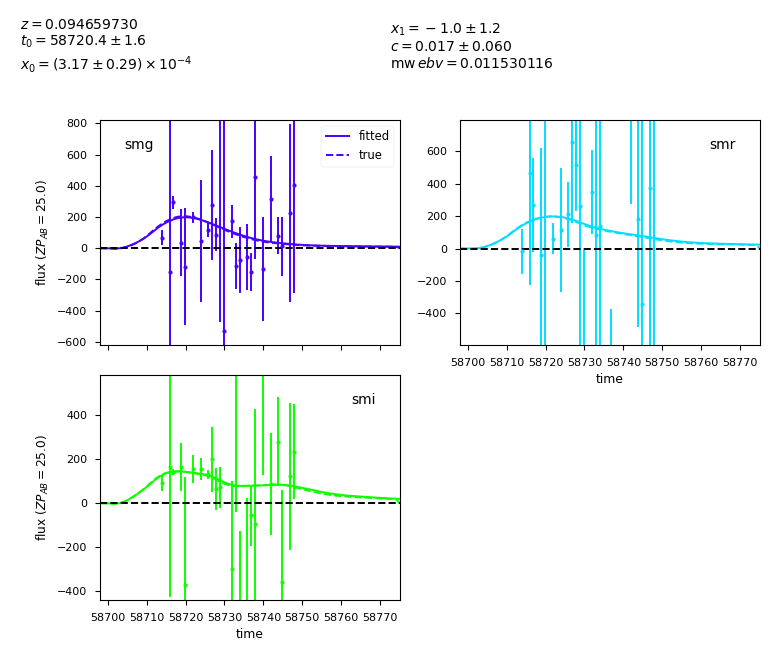 z = 0.094659730
t₀ = 58720.4 ± 1.6
x₀ = (3.17 ± 0.29) × 10⁻⁴
x₁ = −1.0 ± 1.2
c = 0.017 ± 0.060
mw ebv = 0.011530116
smg
fitted
true
800
600
400
200
0
−200
−400
−600
flux (ZP_AB = 25.0)
smr
600
400
200
0
−200
−400
58700 58710 58720 58730 58740 58750 58760 58770
time
smi
400
200
0
−200
−400
flux (ZP_AB = 25.0)
58700 58710 58720 58730 58740 58750 58760 58770
time